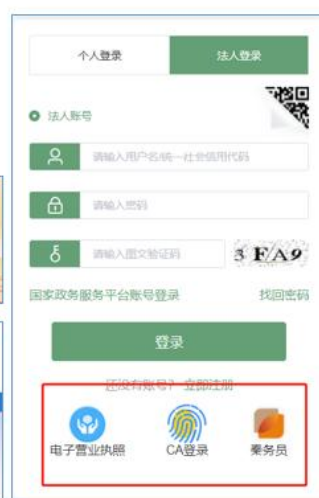 个人登录 法人登录
法人账号
请输入用户名/统一社会信用代码
请输入密码
请输入图文验证码 3 F A 9
国家政务服务平台账号登录 找回密码
登录
还没有账号？ 立即注册
电子营业执照 CA登录 秦务员